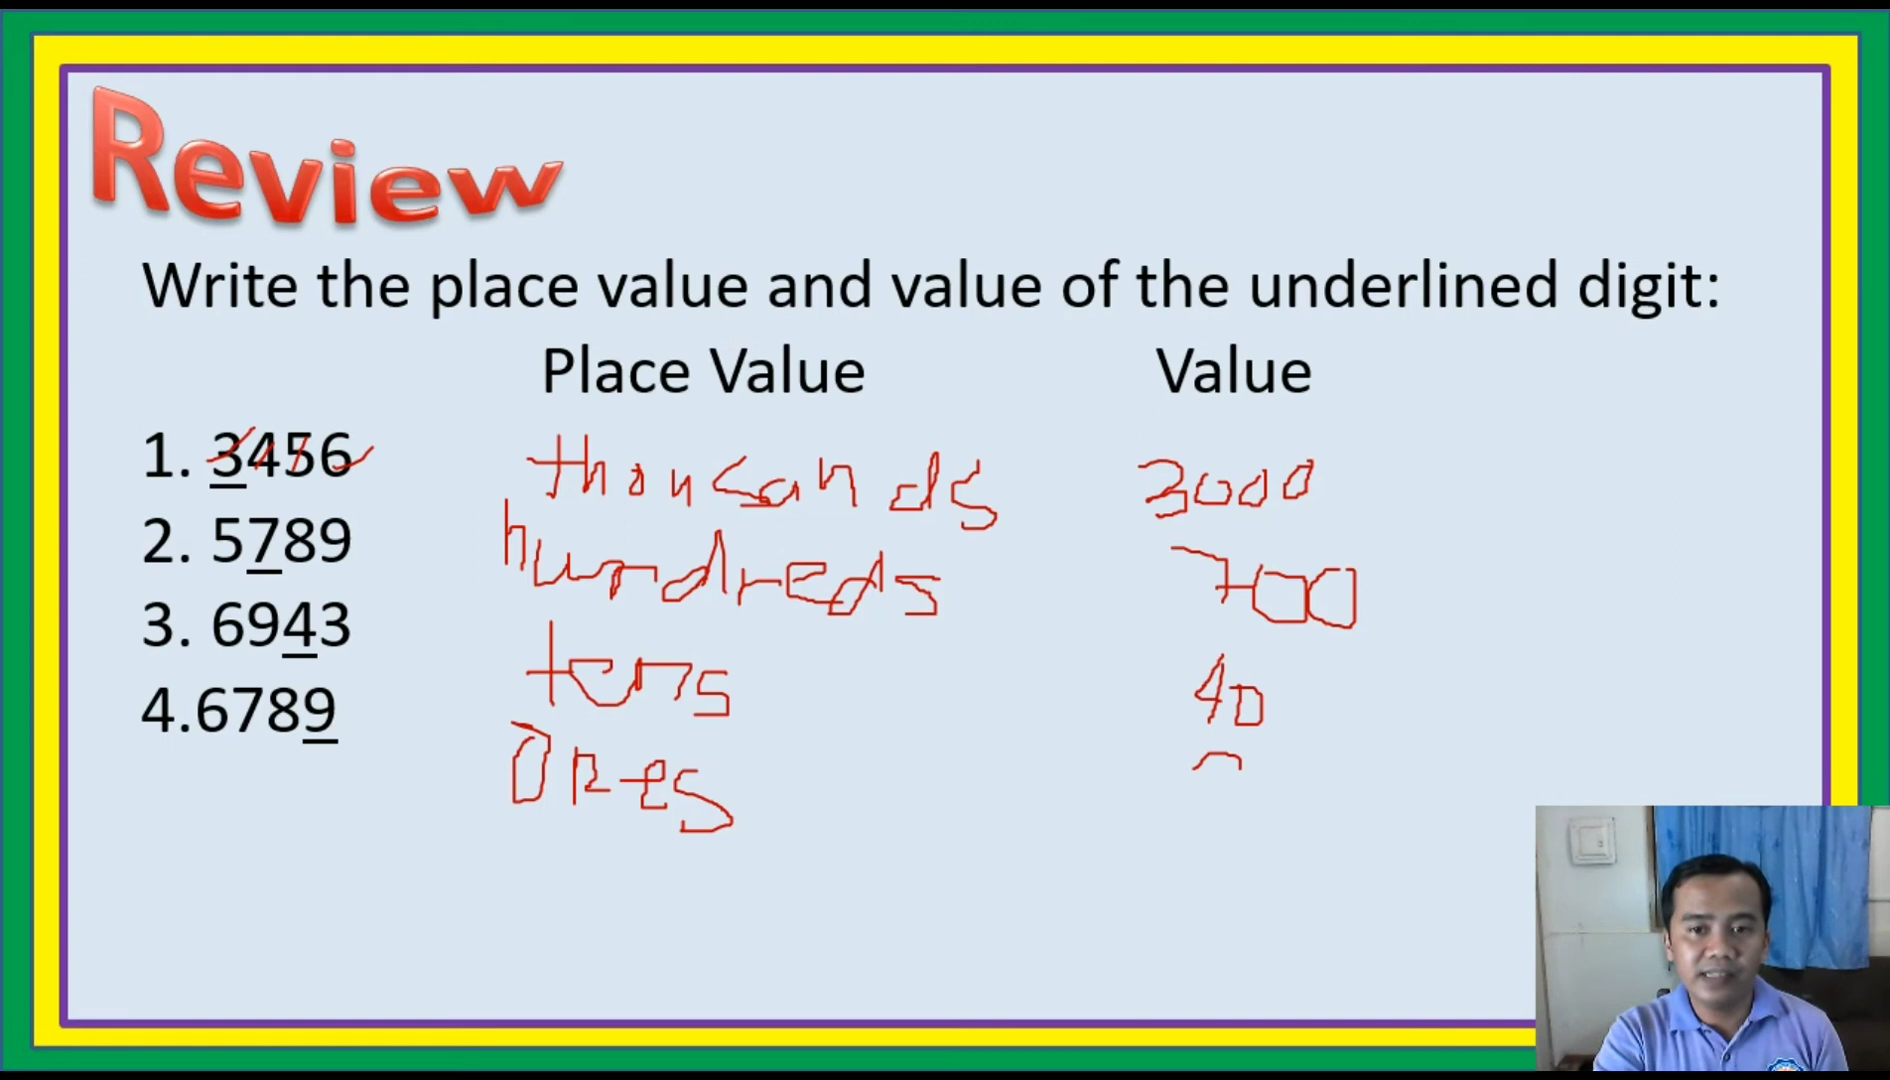 Review
Write the place value and value of the underlined digit:
Place Value Value
1. 3456 thousands 3000
2. 5789 hundreds 700
3. 6943 tens 40
4.6789 ones